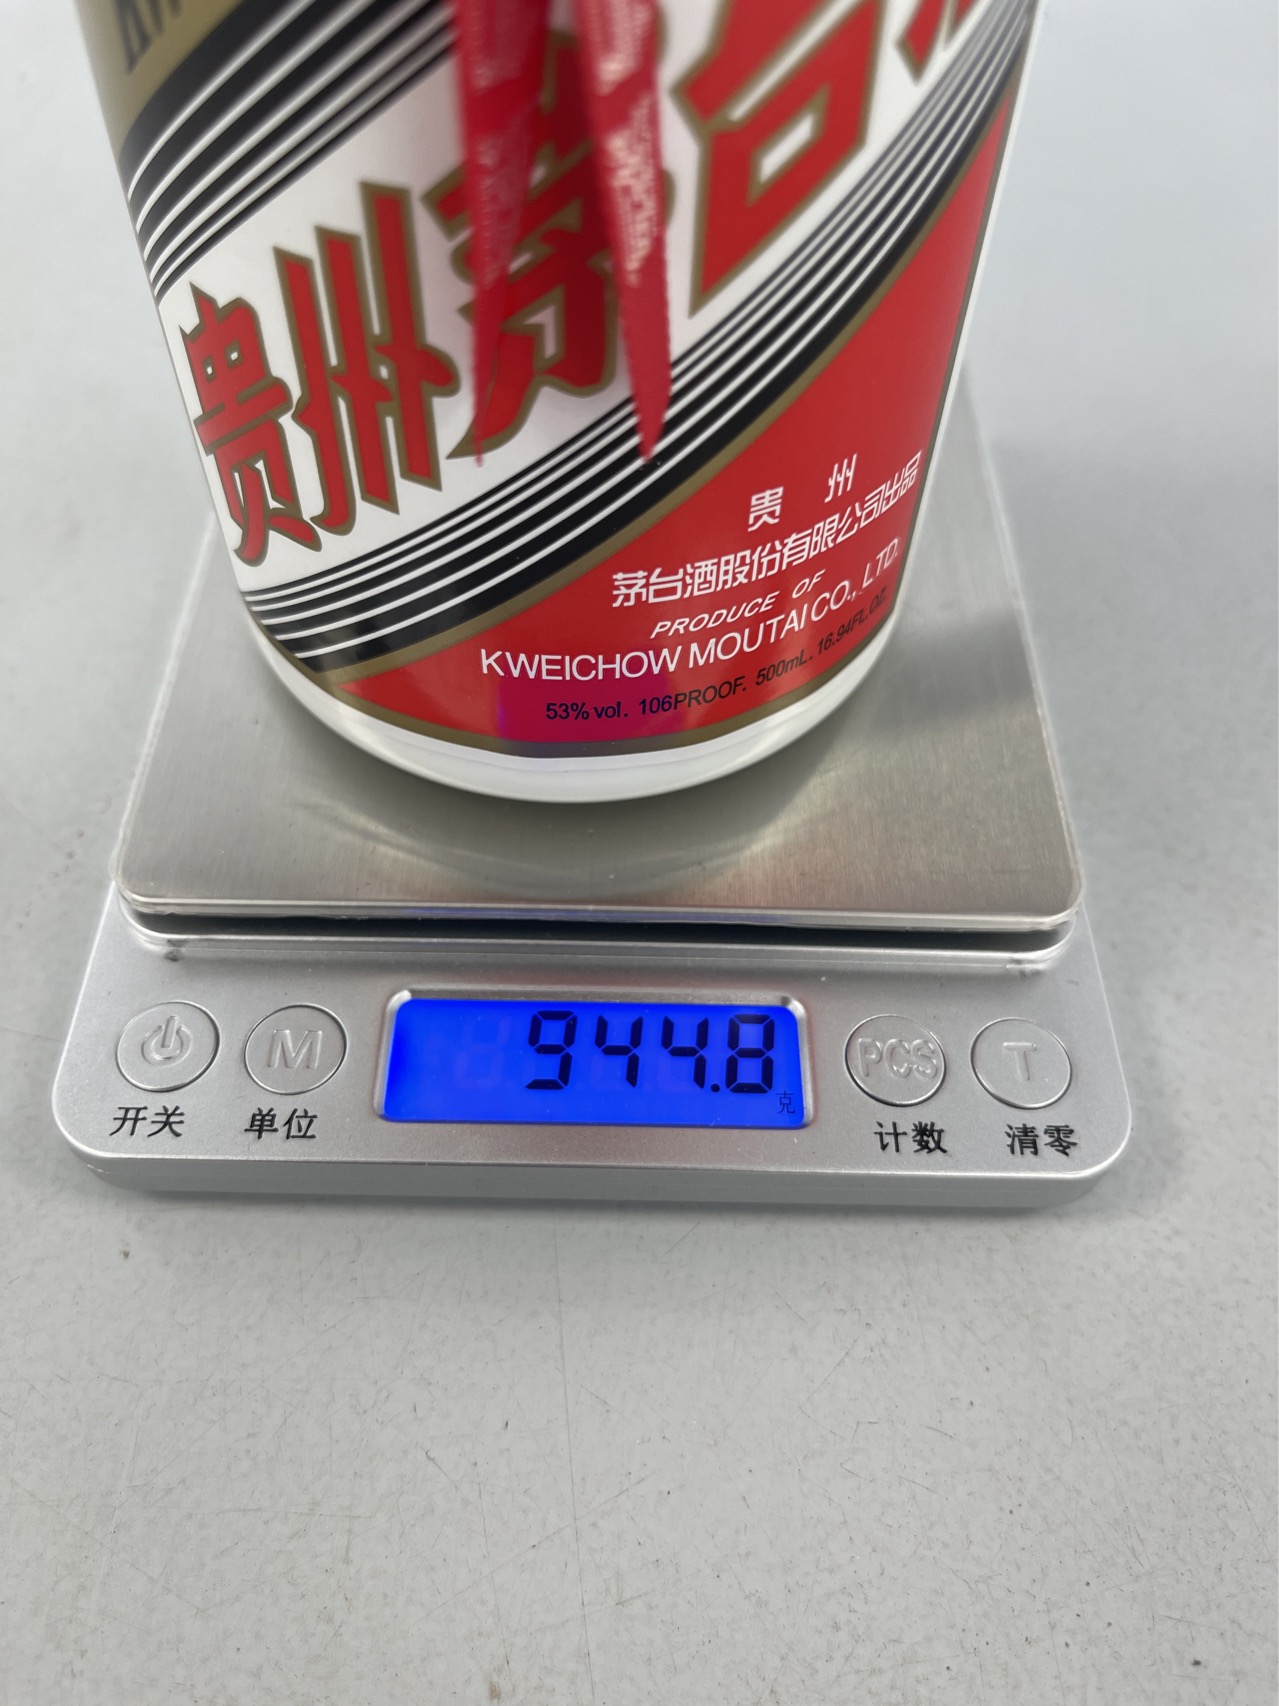 贵州茅台
贵 州
茅台酒股份有限公司出品
PRODUCE OF
KWEICHOW MOUTAI CO., LTD.
53% vol. 106PROOF. 500mL. 16.94FL.OZ.
944.8
克
M
PCS
T
开关
单位
计数
清零